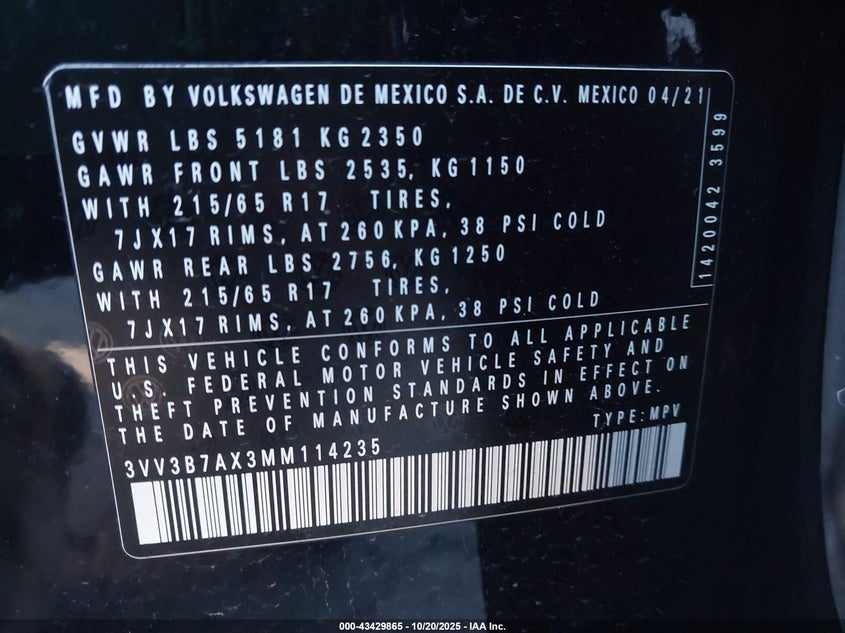 MFD BY VOLKSWAGEN DE MEXICO S.A. DE C.V. MEXICO 04/21
GVWR LBS 5181 KG 2350
GAWR FRONT LBS 2535, KG 1150
WITH 215/65 R17 TIRES,
7JX17 RIMS, AT 260 KPA, 38 PSI COLD
GAWR REAR LBS 2756, KG 1250
WITH 215/65 R17 TIRES,
7JX17 RIMS, AT 260 KPA, 38 PSI COLD
1420042 3599
THIS VEHICLE CONFORMS TO ALL APPLICABLE
U.S FEDERAL MOTOR VEHICLE SAFETY AND
THEFT PREVENTION STANDARDS IN EFFECT ON
THE DATE OF MANUFACTURE SHOWN ABOVE.
TYPE: MPV
3VV3B7AX3MM114235
000-43429865 - 10/20/2025 - IAA Inc.